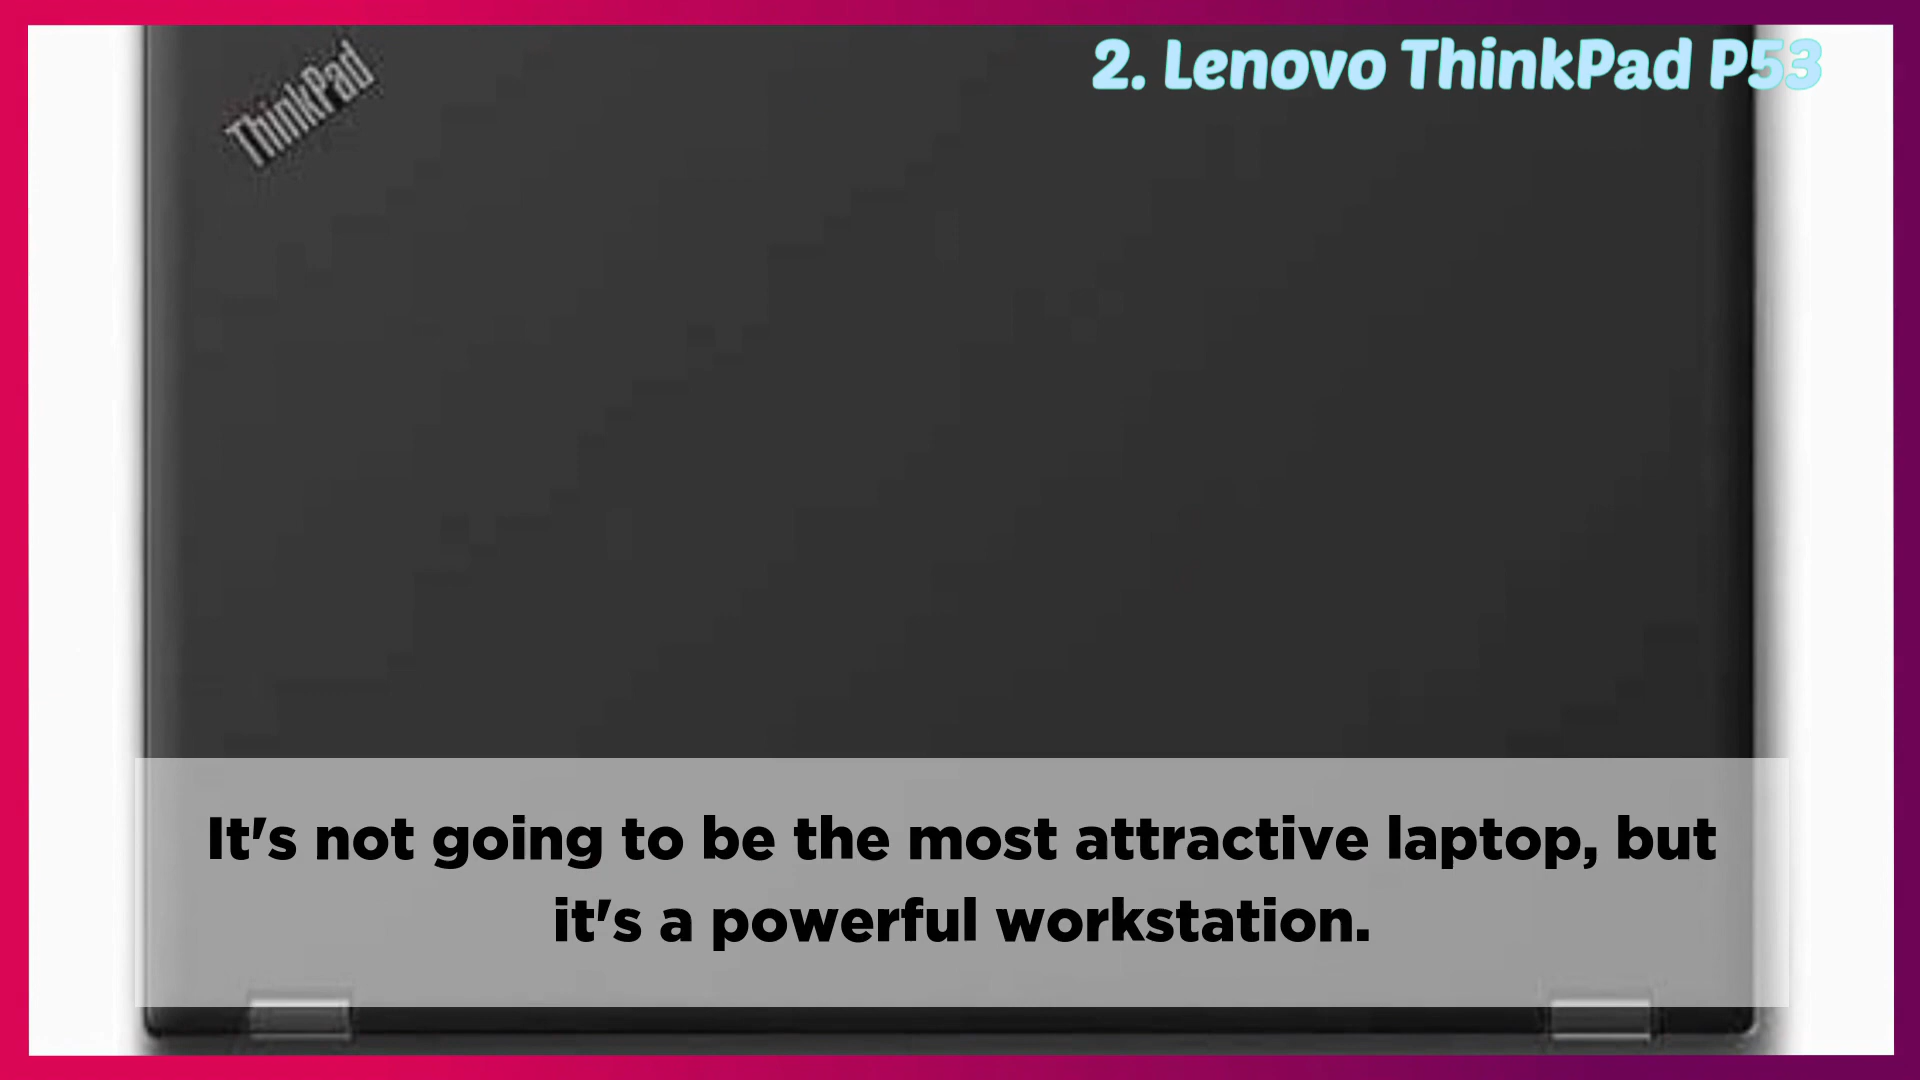 ThinkPad
2. Lenovo ThinkPad P53
It's not going to be the most attractive laptop, but
it's a powerful workstation.